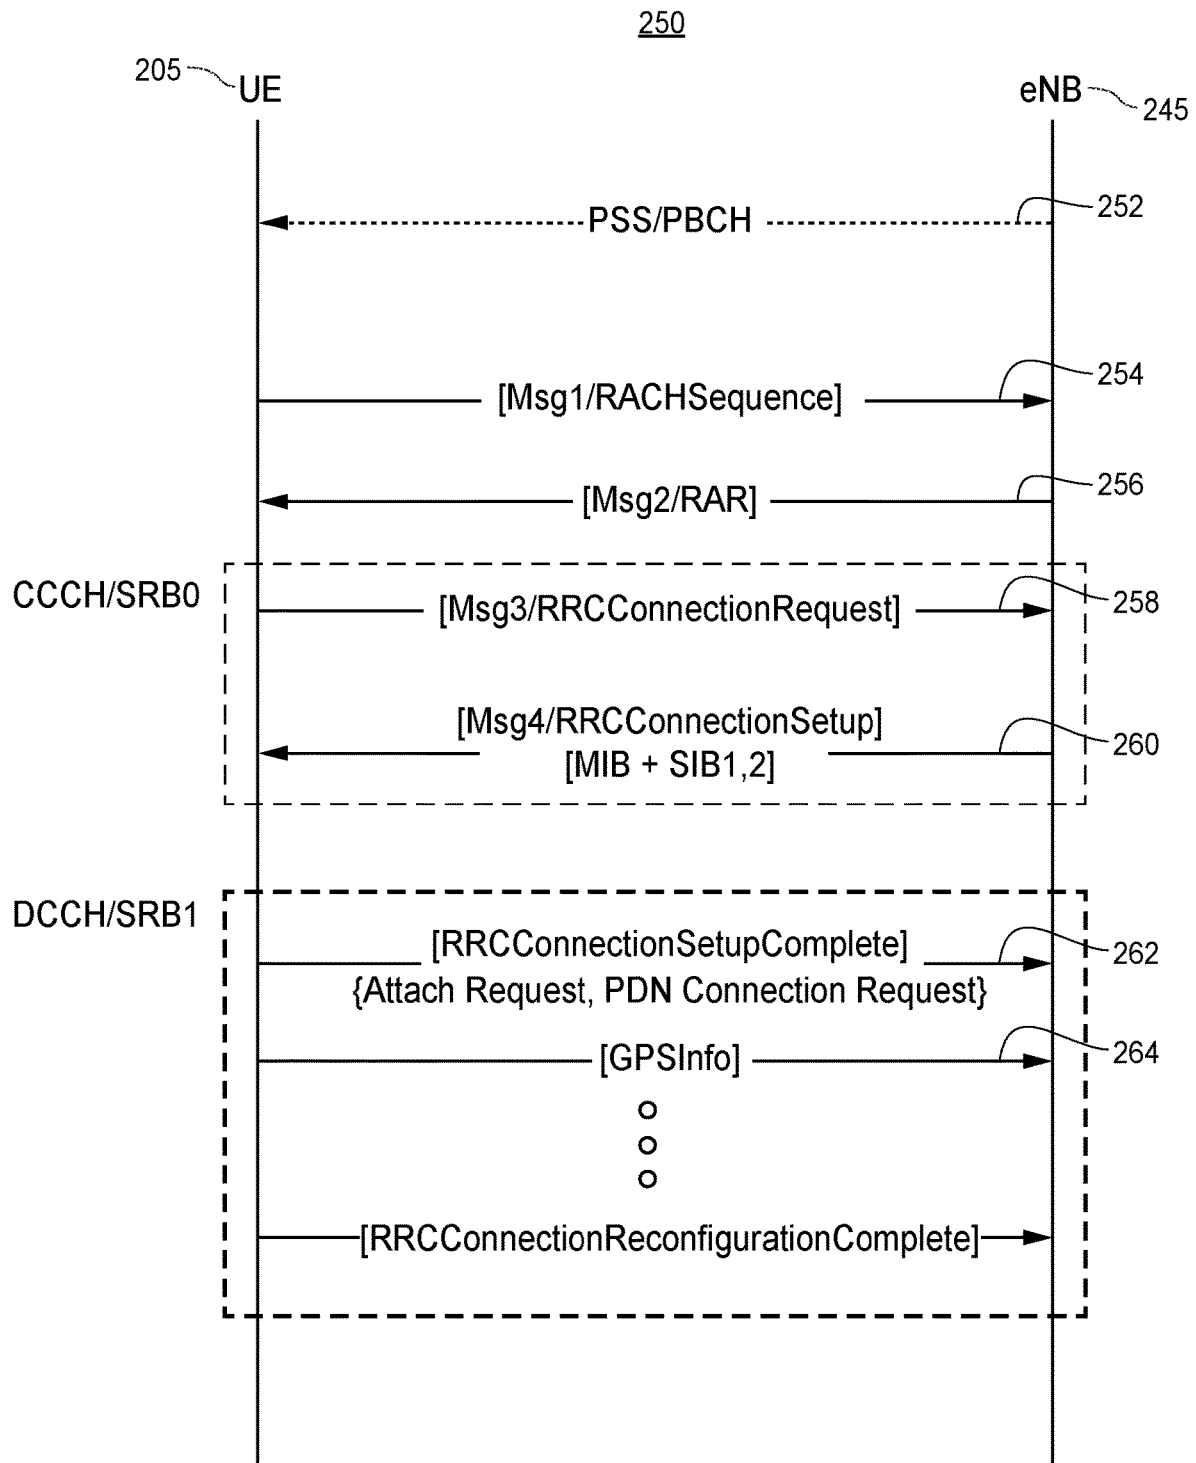 250
205 UE
eNB 245
PSS/PBCH
252
[Msg1/RACHSequence]
254
[Msg2/RAR]
256
CCCH/SRB0
[Msg3/RRCConnectionRequest]
258
[Msg4/RRCConnectionSetup]
[MIB + SIB1,2]
260
DCCH/SRB1
[RRCConnectionSetupComplete]
{Attach Request, PDN Connection Request}
262
[GPSInfo]
264
[RRCConnectionReconfigurationComplete]